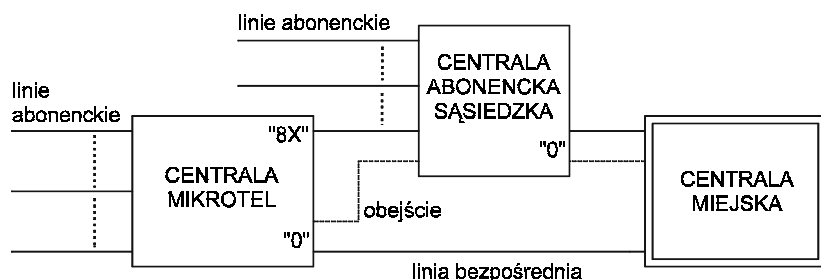 linie abonenckie
CENTRALA
ABONENCKA
SĄSIEDZKA
"0"
linie
abonenckie
"8X"
CENTRALA
MIKROTEL
"0"
obejście
CENTRALA
MIEJSKA
linia bezpośrednia